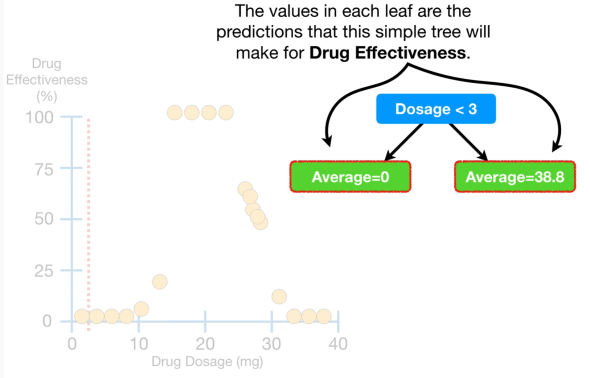 The values in each leaf are the
predictions that this simple tree will
make for Drug Effectiveness.
Drug
Effectiveness
(%)
Dosage < 3
Average=0
Average=38.8
100
75
50
25
0
0 10 20 30 40
Drug Dosage (mg)